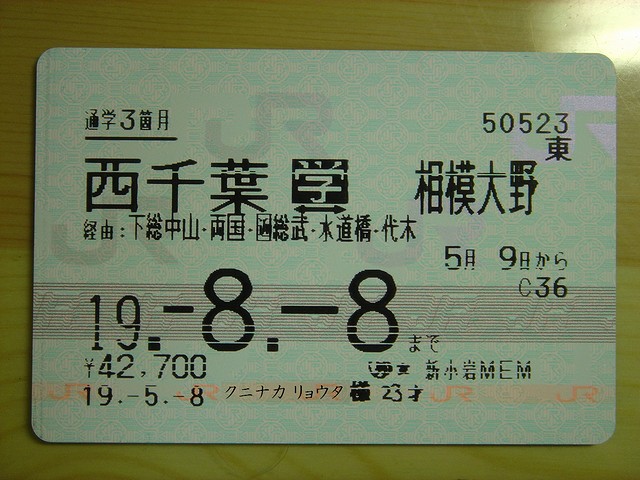 通学3箇月
50523
東
西千葉 ↔ 相模大野
経由:下総中山・両国・総武・水道橋・代木
5月 9日から
C36
19.-8.-8まで
¥42,700
新小岩MEM
19.-5.-8 クニナカ リョウタ 様 23才